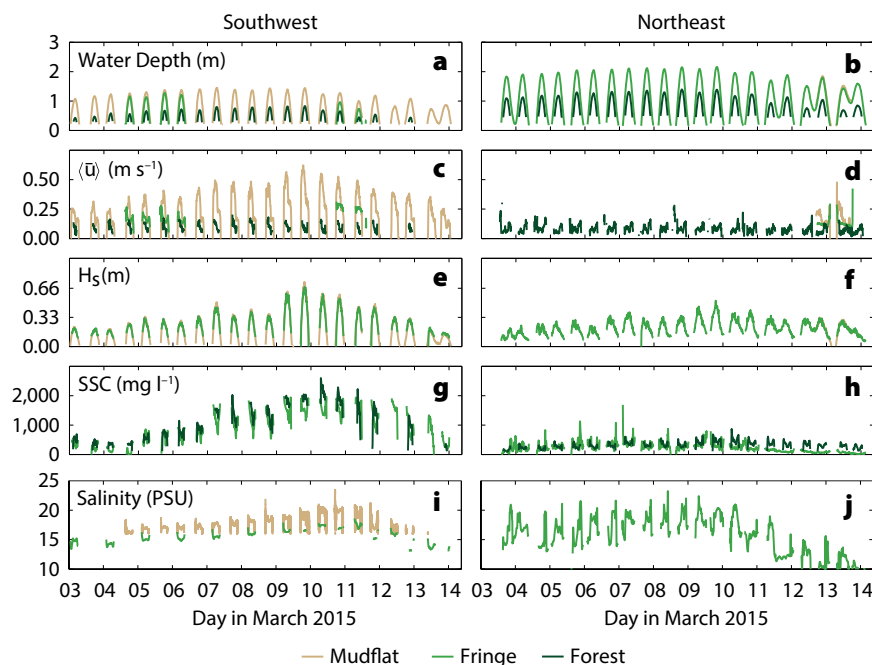 Southwest Northeast
3
2
1
0
Water Depth (m) a
b
0.50
0.25
0.00
⟨ū⟩ (m s⁻¹) c
d
0.66
0.33
0.00
Hₛ(m) e
f
2,000
1,000
0
SSC (mg l⁻¹) g
h
25
20
15
10
Salinity (PSU) i
j
03 04 05 06 07 08 09 10 11 12 13 14 03 04 05 06 07 08 09 10 11 12 13 14
Day in March 2015 Day in March 2015
Mudflat Fringe Forest